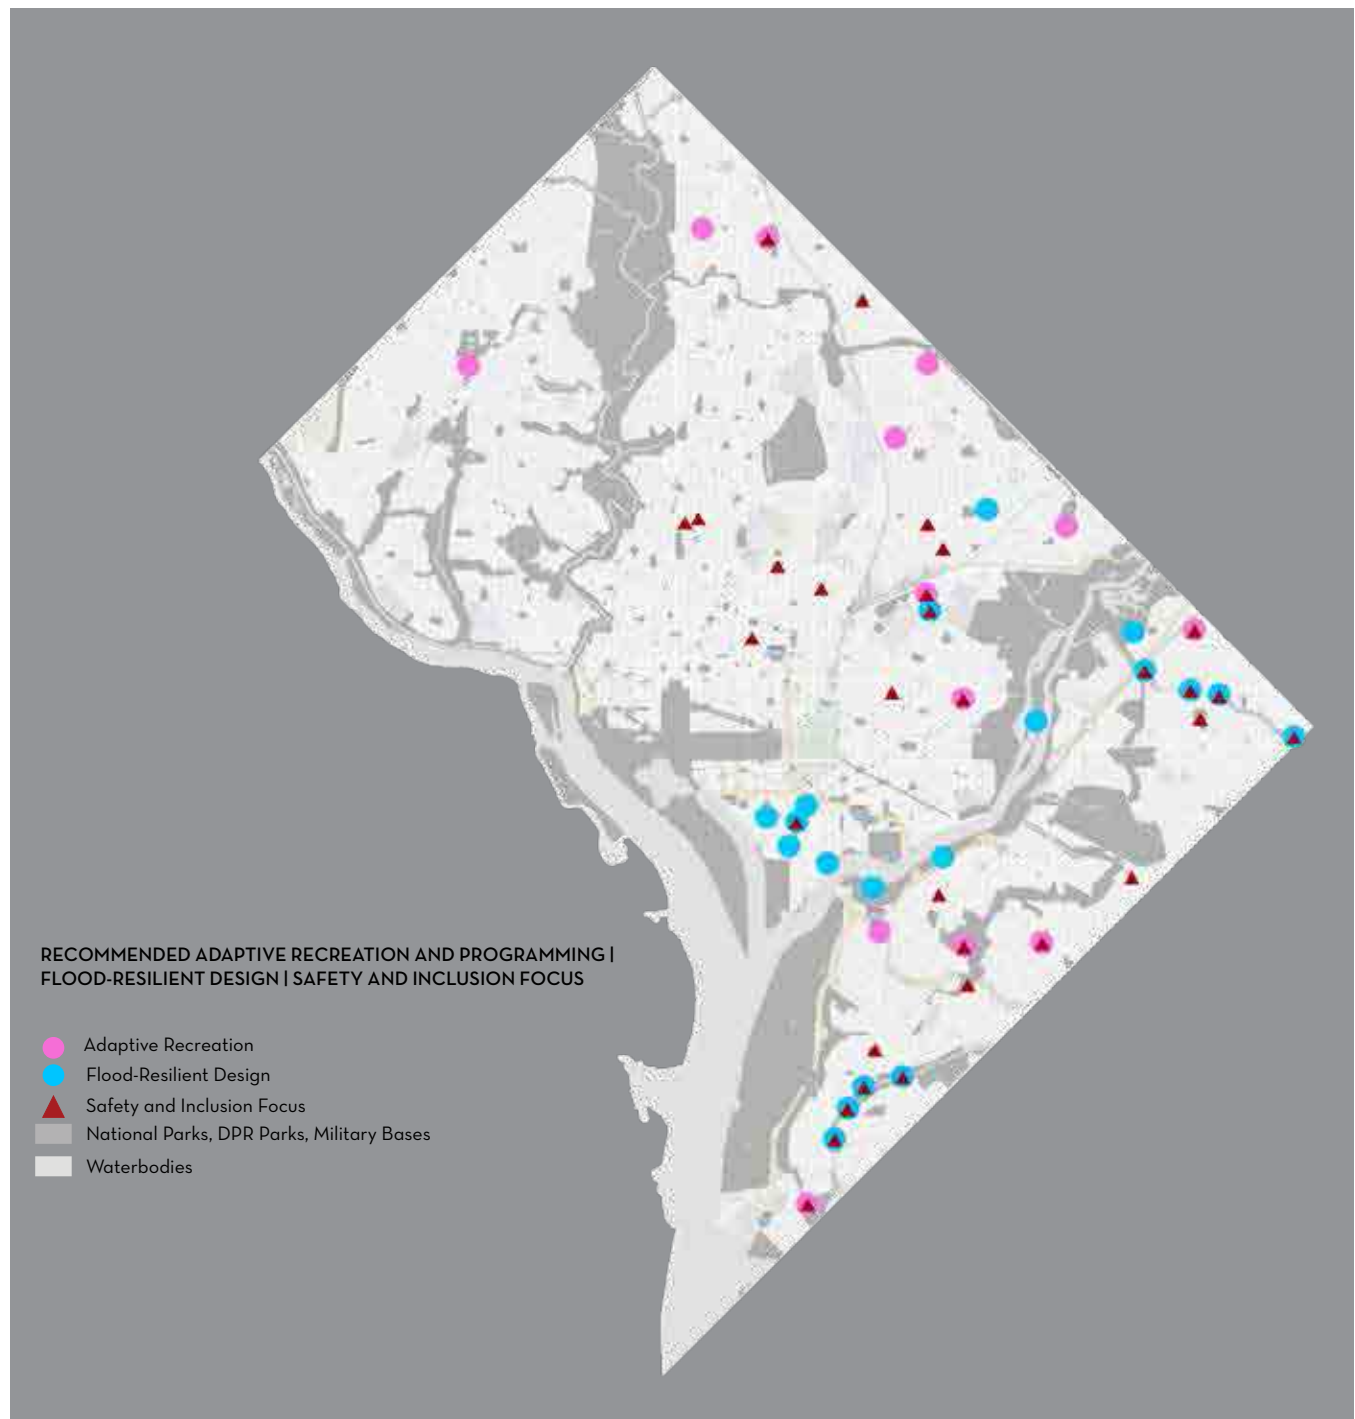 RECOMMENDED ADAPTIVE RECREATION AND PROGRAMMING |
FLOOD-RESILIENT DESIGN | SAFETY AND INCLUSION FOCUS
Adaptive Recreation
Flood-Resilient Design
Safety and Inclusion Focus
National Parks, DPR Parks, Military Bases
Waterbodies